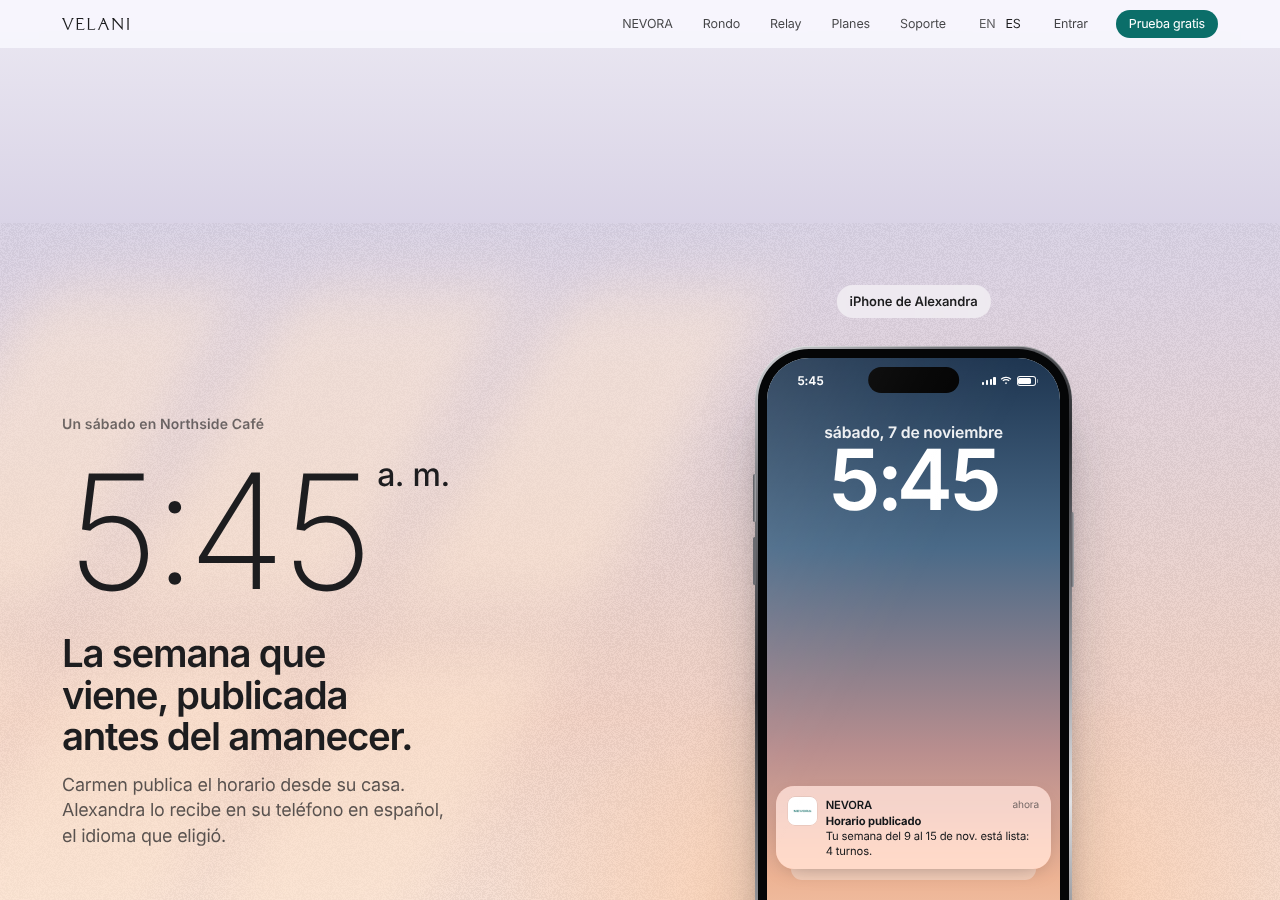 VELANI
NEVORA
Rondo
Relay
Planes
Soporte
EN ES
Entrar
Prueba gratis
iPhone de Alexandra
5:45
sábado, 7 de noviembre
5:45
Un sábado en Northside Café
5:45 a. m.
La semana que
viene, publicada
antes del amanecer.
Carmen publica el horario desde su casa.
Alexandra lo recibe en su teléfono en español,
el idioma que eligió.
NEVORA
ahora
Horario publicado
Tu semana del 9 al 15 de nov. está lista:
4 turnos.